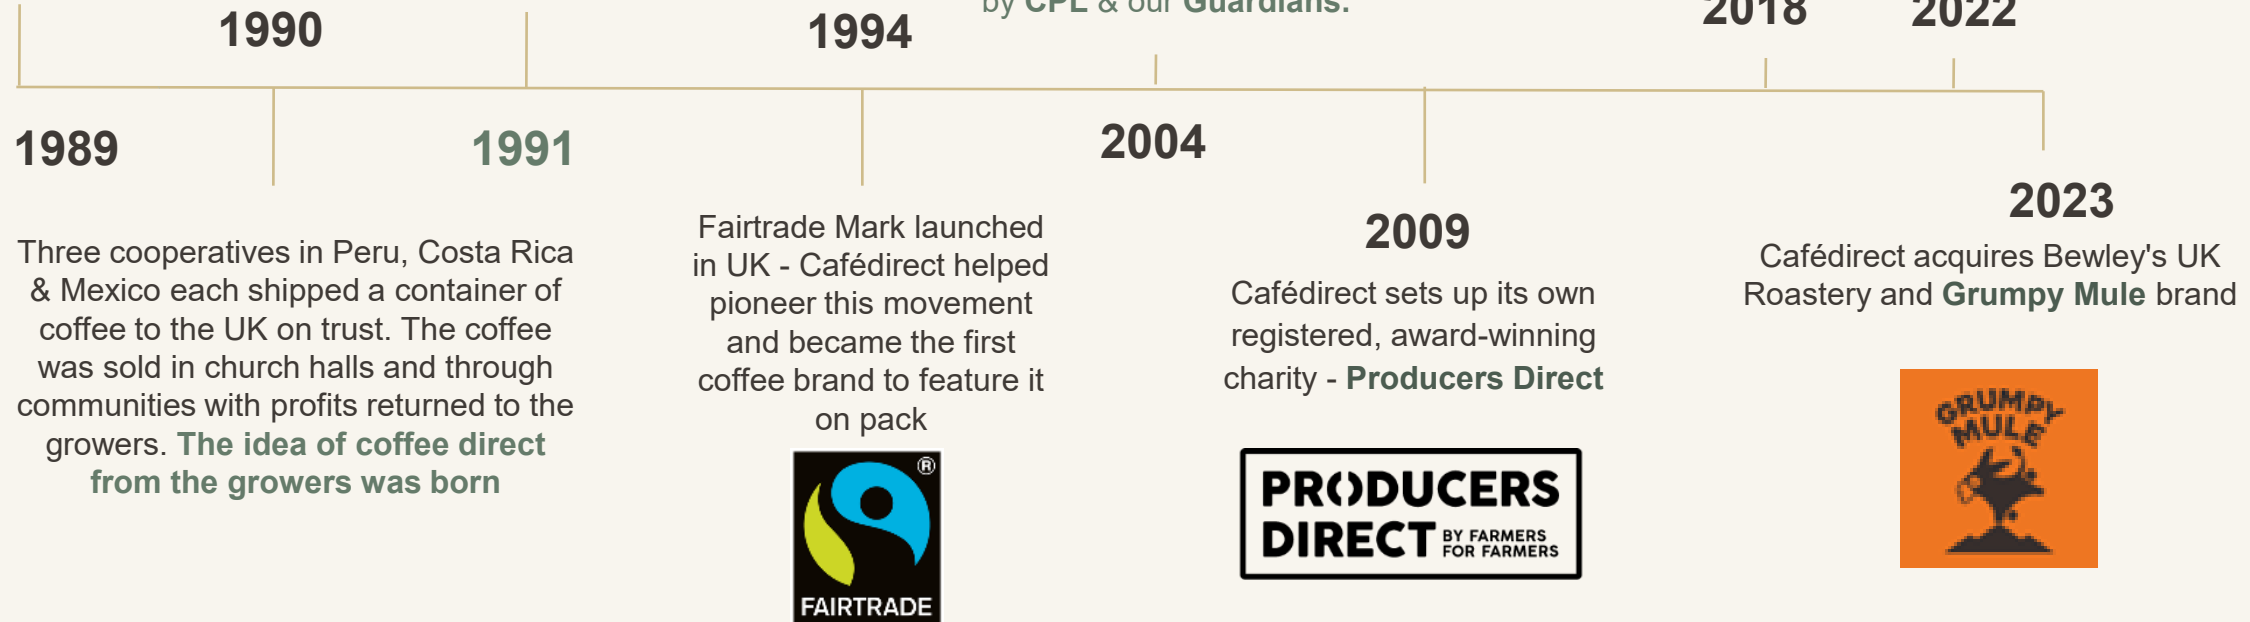 by CPL & our Guardians.
1990
1994
2018
2022
1989
1991
2004
Three cooperatives in Peru, Costa Rica
& Mexico each shipped a container of
coffee to the UK on trust. The coffee
was sold in church halls and through
communities with profits returned to the
growers. The idea of coffee direct
from the growers was born
Fairtrade Mark launched
in UK - Cafédirect helped
pioneer this movement
and became the first
coffee brand to feature it
on pack
®
FAIRTRADE
2009
Cafédirect sets up its own
registered, award-winning
charity - Producers Direct
PRODUCERS
DIRECT BY FARMERS
FOR FARMERS
2023
Cafédirect acquires Bewley's UK
Roastery and Grumpy Mule brand
GRUMPY
MULE